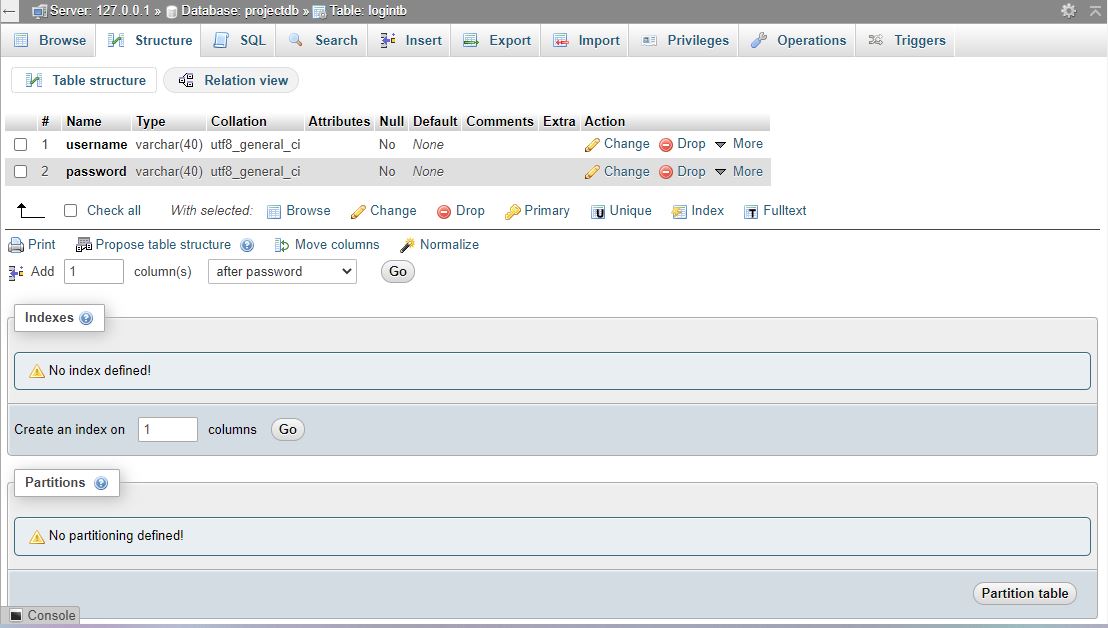 Server: 127.0.0.1 » Database: projectdb » Table: logintb
Browse Structure SQL Search Insert Export Import Privileges Operations Triggers
Table structure Relation view
# Name Type Collation Attributes Null Default Comments Extra Action
1 username varchar(40) utf8_general_ci No None Change Drop More
2 password varchar(40) utf8_general_ci No None Change Drop More
Check all With selected: Browse Change Drop Primary Unique Index Fulltext
Print Propose table structure Move columns Normalize
Add 1 column(s) after password Go
Indexes
No index defined!
Create an index on 1 columns Go
Partitions
No partitioning defined!
Partition table
Console